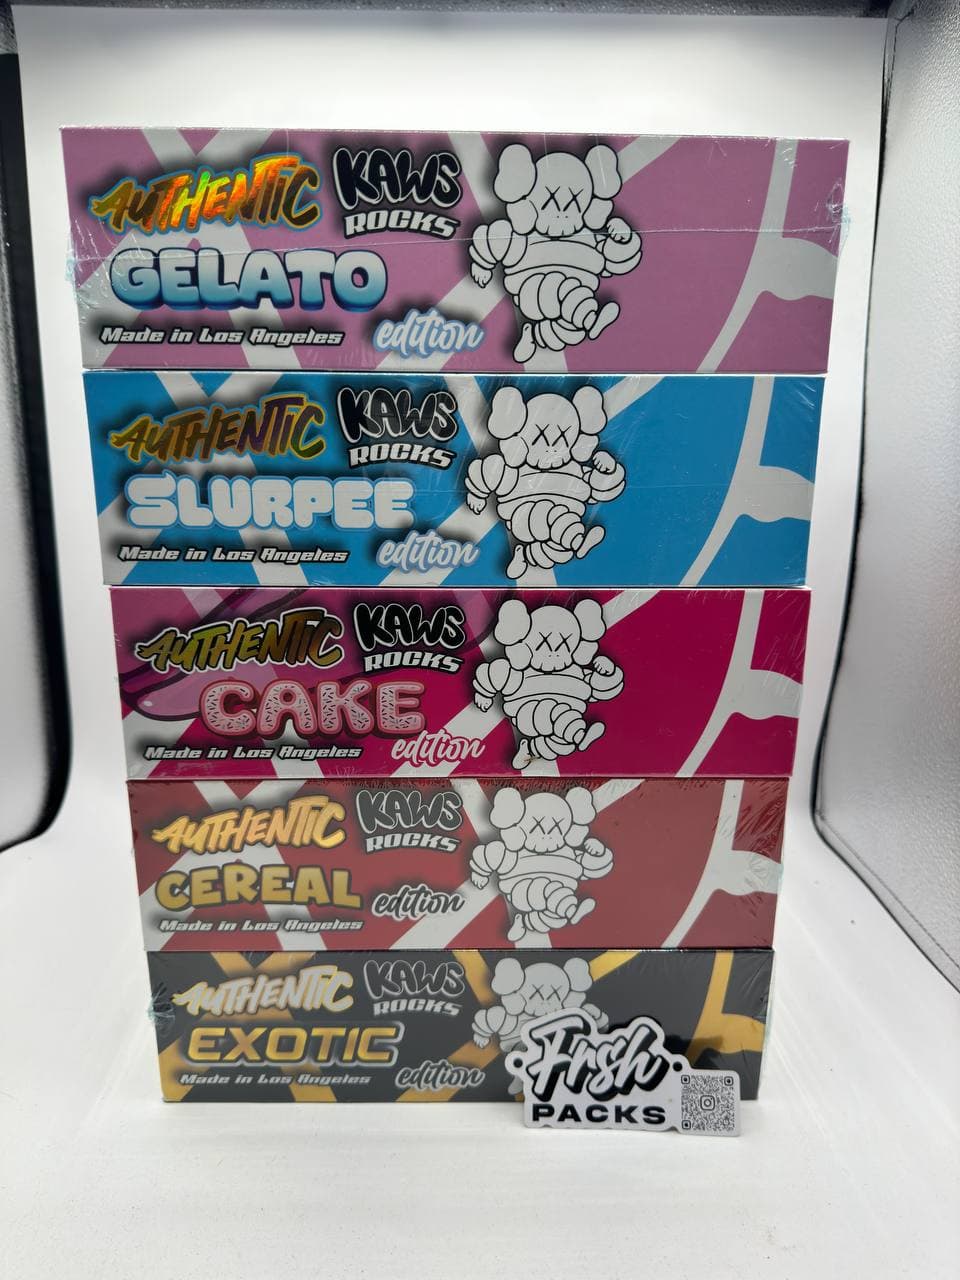 AUTHENTIC KAWS
ROCKS
GELATO
Made in Los Angeles edition
AUTHENTIC KAWS
ROCKS
SLURPEE
Made in Los Angeles edition
AUTHENTIC KAWS
ROCKS
CAKE
Made in Los Angeles edition
AUTHENTIC KAWS
ROCKS
CEREAL
edition
Made in Los Angeles
AUTHENTIC KAWS
ROCKS
EXOTIC
Made in Los Angeles edition
Frsh
PACKS